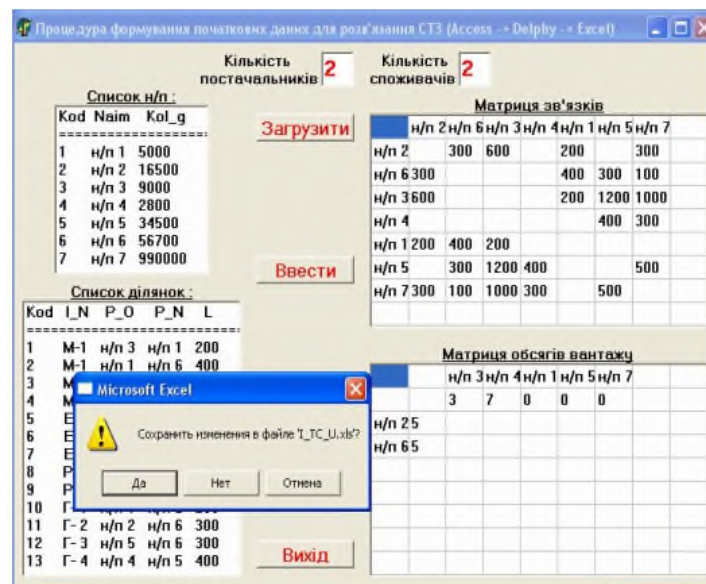 Процедура формування початкових даних для розв'язання СТЗ (Access -> Delphy -> Excel)
Кількість постачальників 2
Кількість споживачів 2
Список н/п :
Kod Naim Kol_g
==================
1 н/п 1 5000
2 н/п 2 16500
3 н/п 3 9000
4 н/п 4 2800
5 н/п 5 34500
6 н/п 6 56700
7 н/п 7 990000
Загрузити
Ввести
Матриця зв'язків
н/п 2 н/п 6 н/п 3 н/п 4 н/п 1 н/п 5 н/п 7
н/п 2 300 600 200 300
н/п 6 300 400 300 100
н/п 3 600 200 1200 1000
н/п 4 400 300
н/п 1 200 400 200
н/п 5 300 1200 400 500
н/п 7 300 100 1000 300 500
Список ділянок :
Kod I_N P_O P_N L
1 М-1 н/п 3 н/п 1 200
2 М-1 н/п 1 н/п 6 400
3 М
4 М
5 Е
6 Е
7 Е
8 Р
9 Р
10
11 Г- 2 н/п 2 н/п 6 300
12 Г- 3 н/п 5 н/п 6 300
13 Г- 4 н/п 4 н/п 5 400
Microsoft Excel
Сохранить изменения в файле 'I_TC_U.xls'?
Да Нет Отмена
Матриця обсягів вантажу
н/п 3 н/п 4 н/п 1 н/п 5 н/п 7
3 7 0 0 0
н/п 2 5
н/п 6 5
Вихід